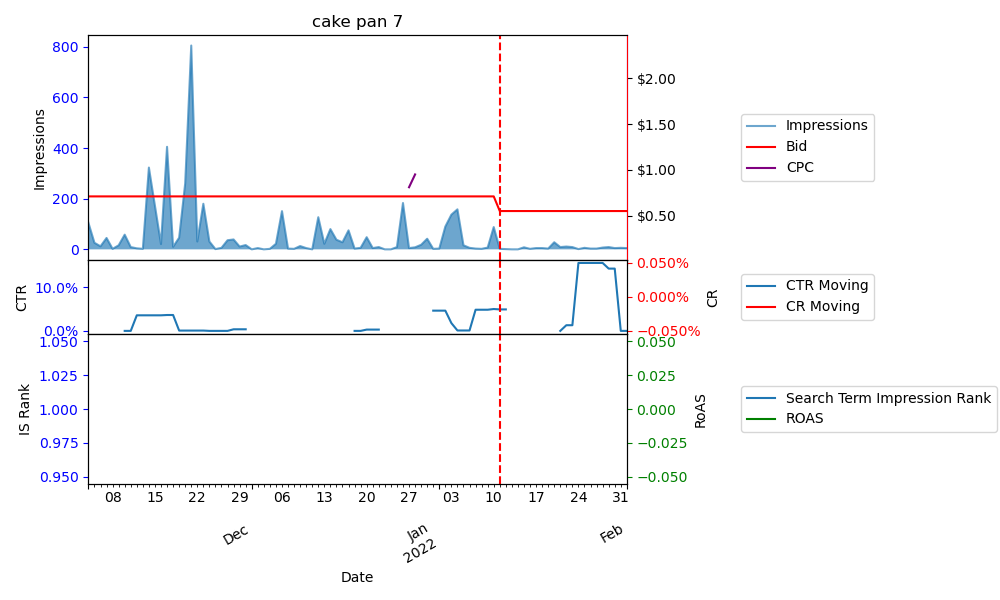 cake pan 7
800
600
400
200
0
Impressions
$2.00
$1.50
$1.00
$0.50
Impressions
Bid
CPC
10.0%
0.0%
CTR
0.050%
0.000%
−0.050%
CR
CTR Moving
CR Moving
1.050
1.025
1.000
0.975
0.950
IS Rank
0.050
0.025
0.000
−0.025
−0.050
RoAS
Search Term Impression Rank
ROAS
08 15 22 29 06 13 20 27 03 10 17 24 31
Dec Jan Feb
2022
Date